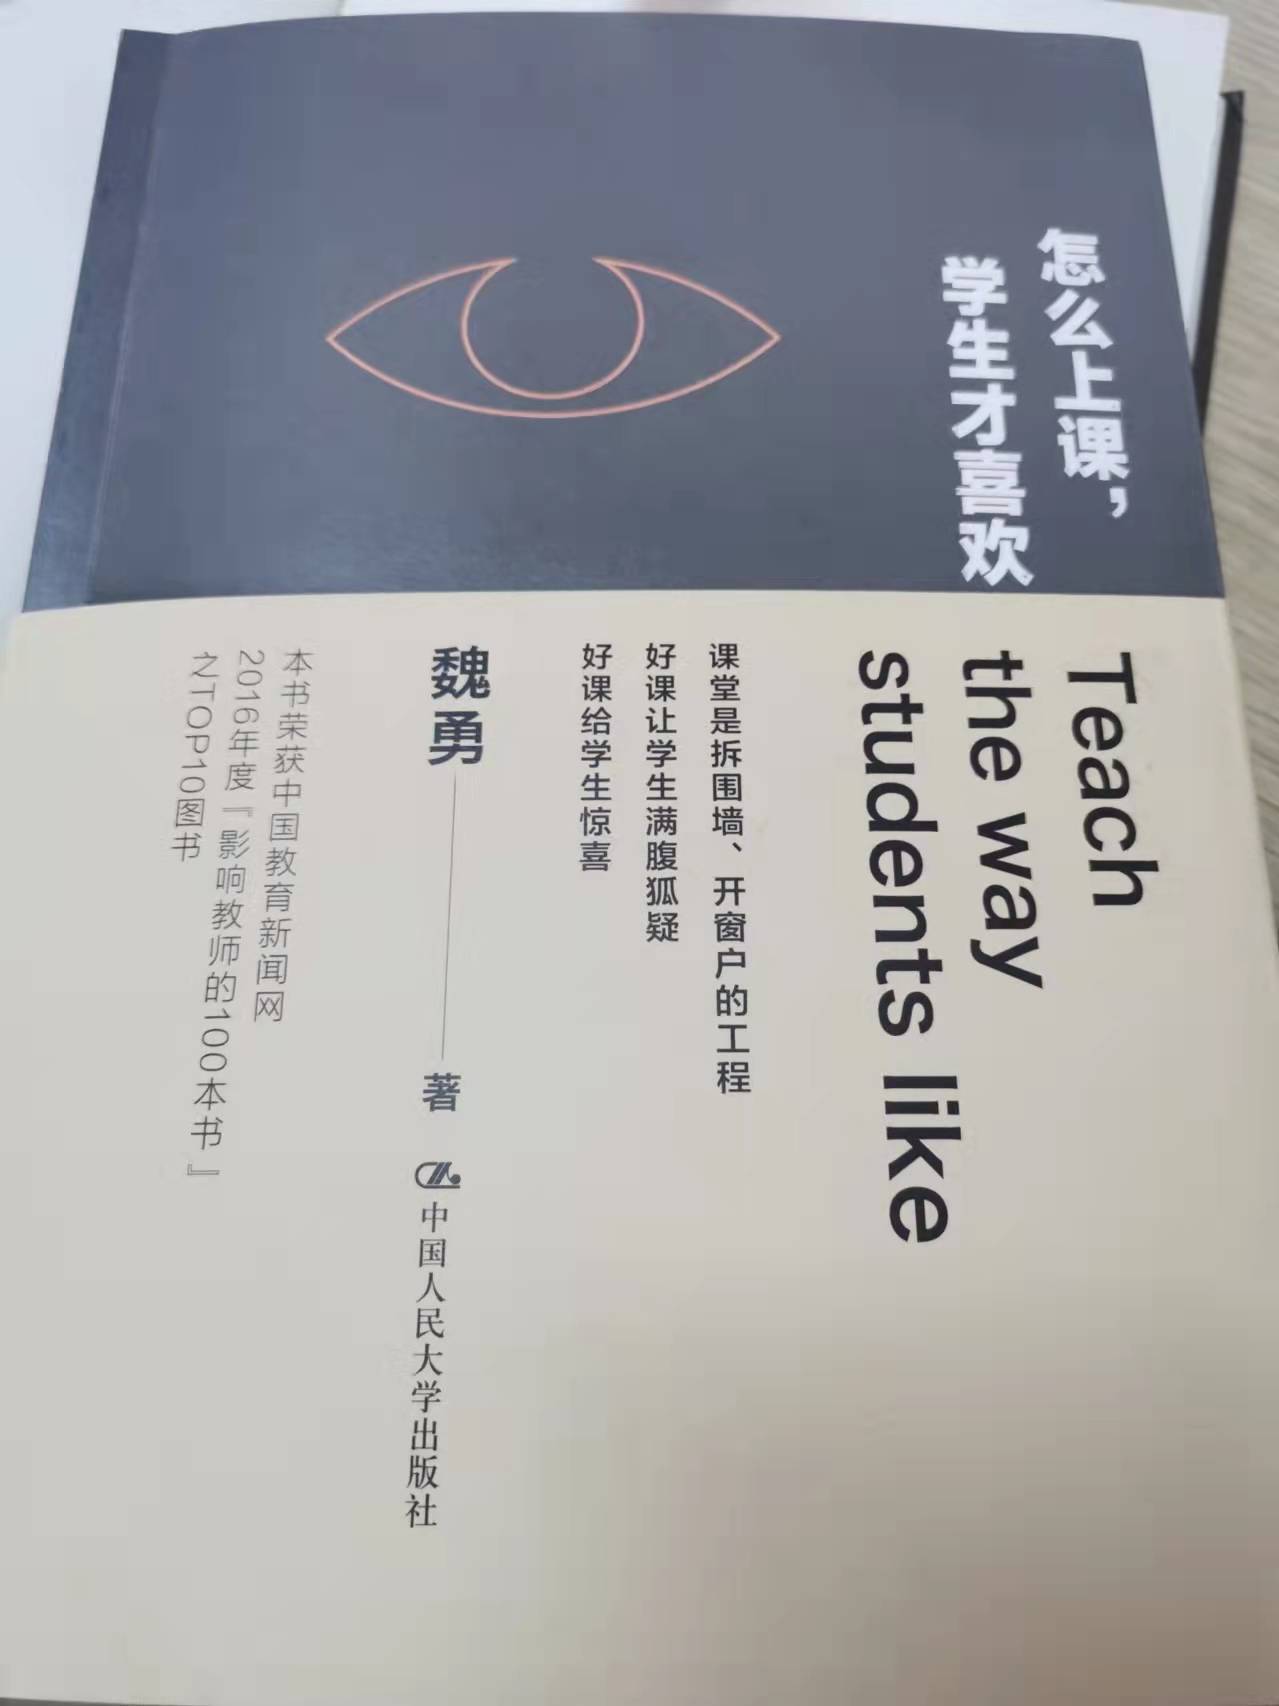 怎么上课，
学生才喜欢
Teach
the way
students like
课堂是拆围墙、开窗户的工程
好课让学生满腹狐疑
好课给学生惊喜
魏勇 著
中国人民大学出版社
本书荣获中国教育新闻网
2016年度『影响教师的100本书』
之TOP10图书